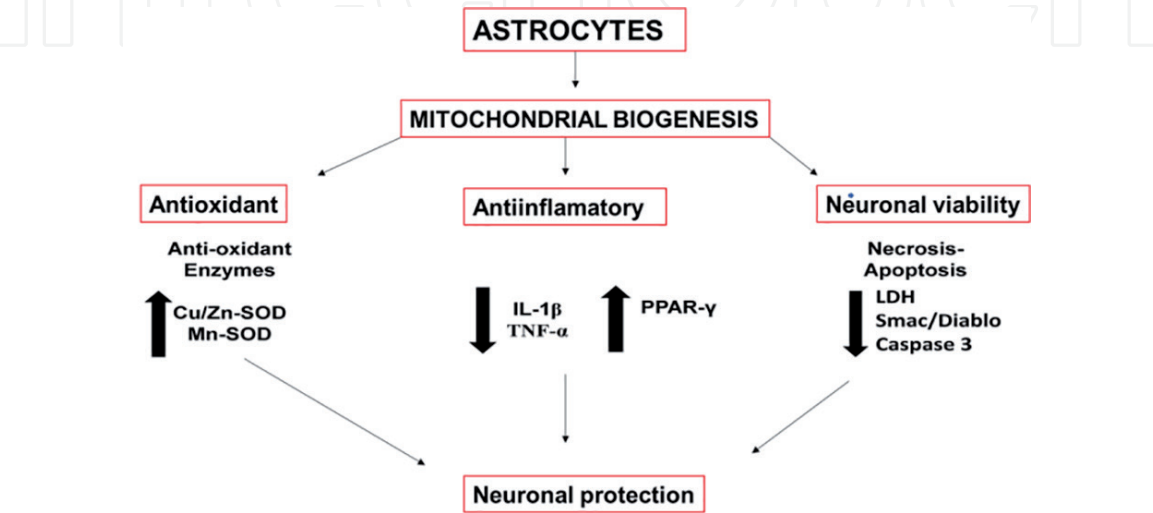 ASTROCYTES
MITOCHONDRIAL BIOGENESIS
Antioxidant
Anti-oxidant
Enzymes
Cu/Zn-SOD
Mn-SOD
Antiinflamatory
IL-1β
TNF-α
PPAR-γ
Neuronal viability
Necrosis-
Apoptosis
LDH
Smac/Diablo
Caspase 3
Neuronal protection